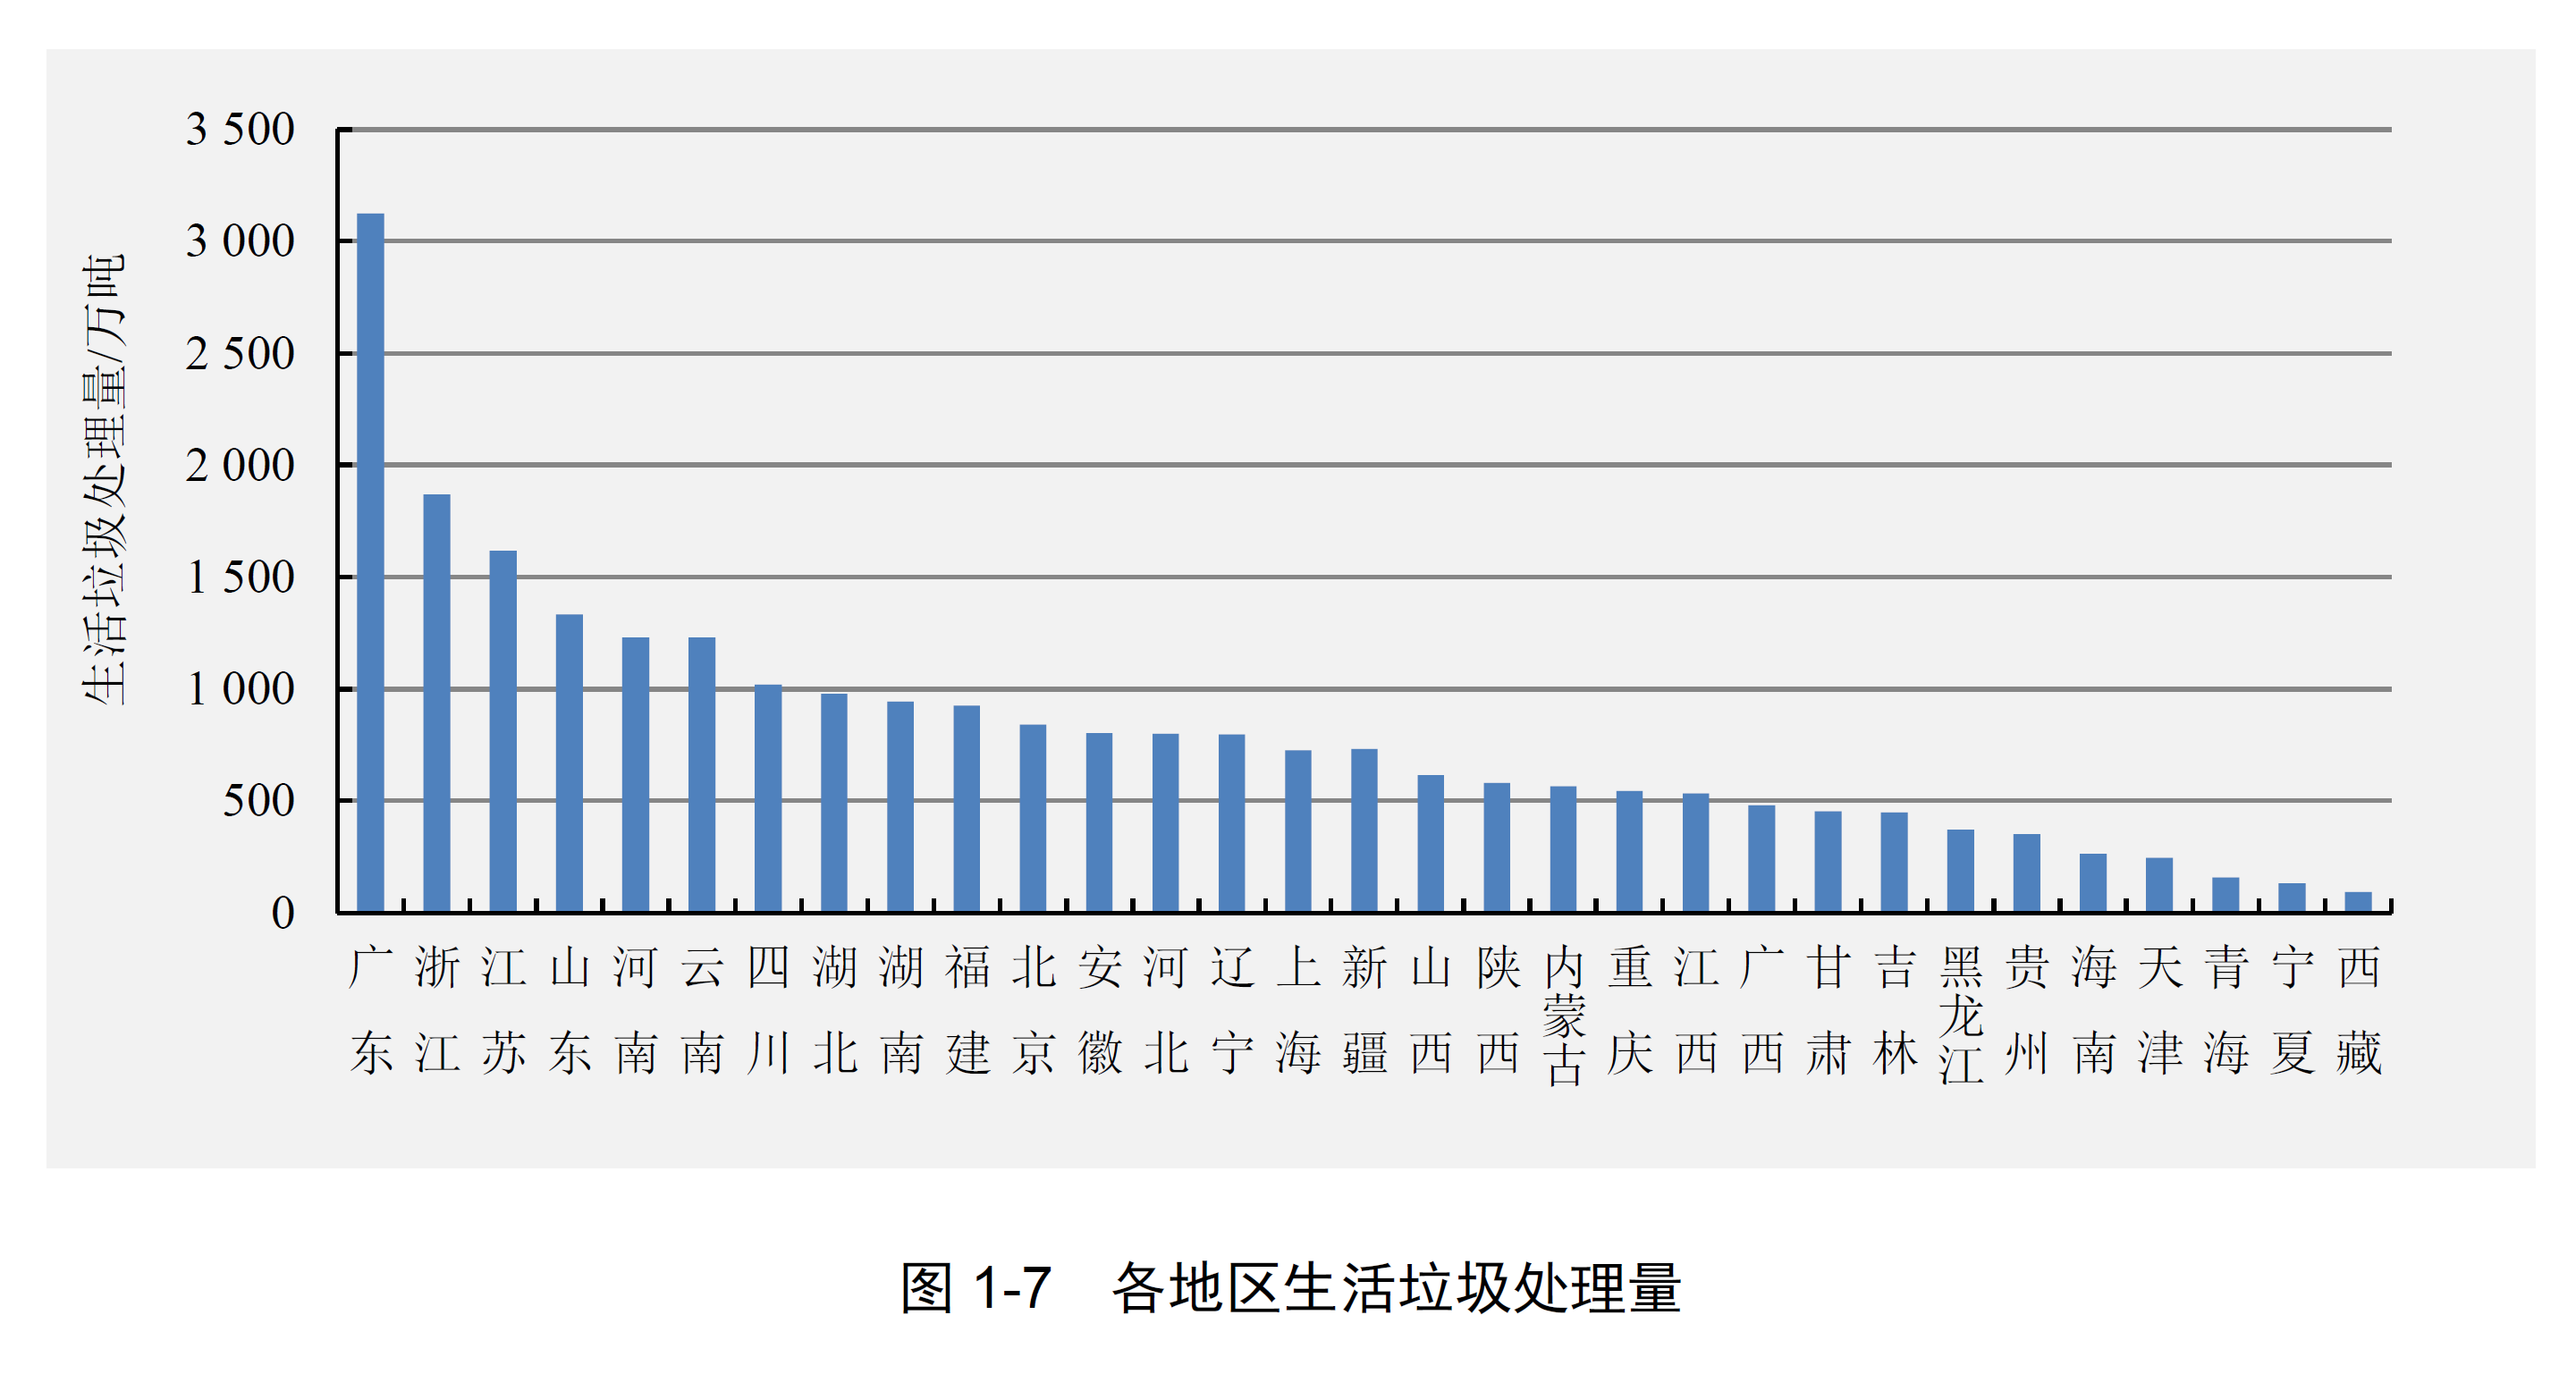 3 500
3 000
2 500
2 000
1 500
1 000
500
0
生活垃圾处理量/万吨
广东
浙江
江苏
山东
河南
云南
四川
湖北
湖南
福建
北京
安徽
河北
辽宁
上海
新疆
山西
陕西
内蒙古
重庆
江西
广西
甘肃
吉林
黑龙江
贵州
海南
天津
青海
宁夏
西藏
图 1-7 各地区生活垃圾处理量